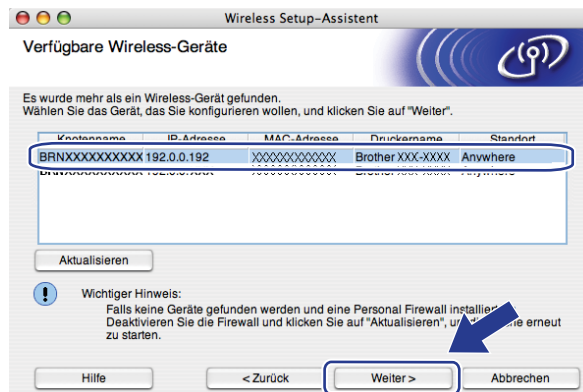 Wireless Setup-Assistent
Verfügbare Wireless-Geräte
Es wurde mehr als ein Wireless-Gerät gefunden.
Wählen Sie das Gerät, das Sie konfigurieren wollen, und klicken Sie auf "Weiter".
Knotenname IP-Adresse MAC-Adresse Druckername Standort
BRNXXXXXXXXXX 192.0.0.192 XXXXXXXXXXXX Brother XXX-XXXX Anywhere
Aktualisieren
Wichtiger Hinweis:
Falls keine Geräte gefunden werden und eine Personal Firewall
Deaktivieren Sie die Firewall und klicken Sie auf "Aktualisieren", erneut
zu starten.
Hilfe <Zurück Weiter> Abbrechen